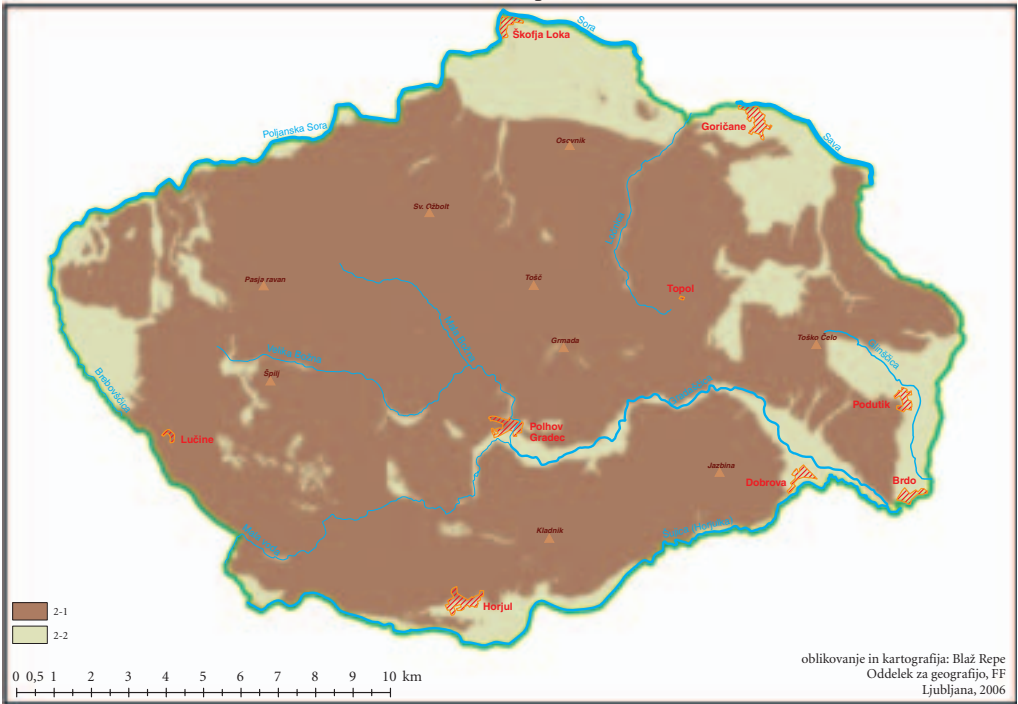 Škofja Loka
Sora
Goričane
Sava
Poljanska Sora
Osovnik
Sv. Ožbolt
Pasja ravan
Tošč
Topol
Grmada
Toško Čelo
Špilj
Podutik
Lučine
Polhov
Gradec
Jazbina
Dobrova
Brdo
Kladnik
Horjul
2-1
2-2
0 0,5 1 2 3 4 5 6 7 8 9 10 km
oblikovanje in kartografija: Blaž Repe
Oddelek za geografijo, FF
Ljubljana, 2006